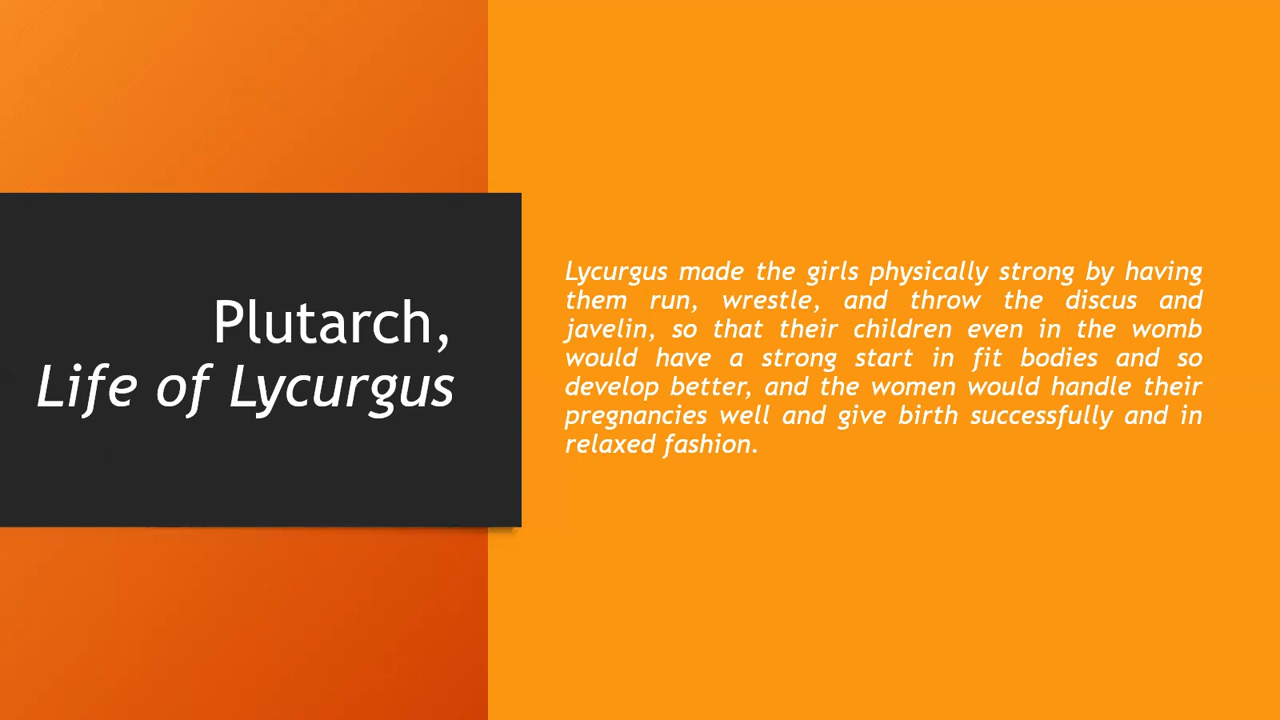 Plutarch,
Life of Lycurgus
Lycurgus made the girls physically strong by having
them run, wrestle, and throw the discus and
javelin, so that their children even in the womb
would have a strong start in fit bodies and so
develop better, and the women would handle their
pregnancies well and give birth successfully and in
relaxed fashion.